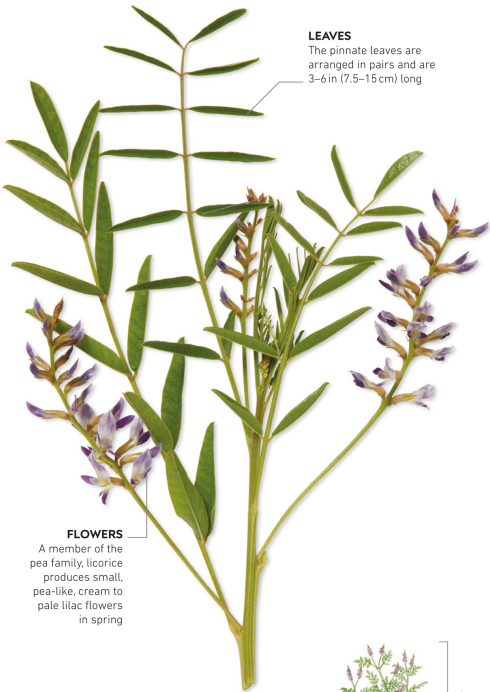 LEAVES
The pinnate leaves are
arranged in pairs and are
3–6 in (7.5–15 cm) long
FLOWERS
A member of the
pea family, licorice
produces small,
pea-like, cream to
pale lilac flowers
in spring